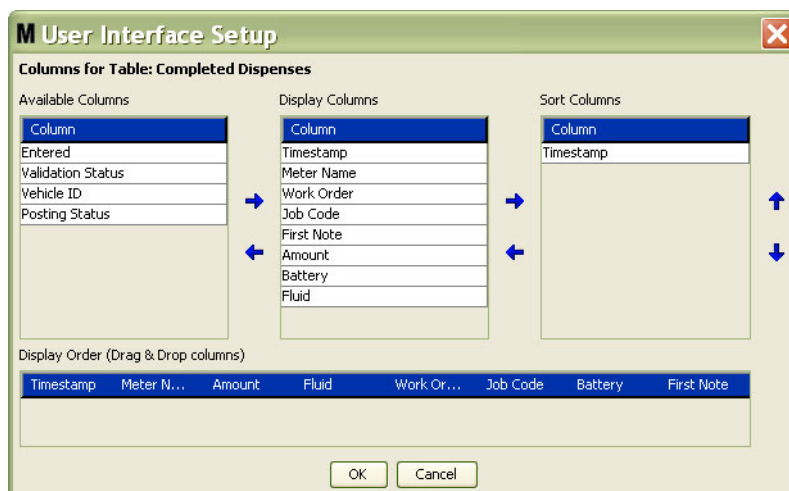 M User Interface Setup
Columns for Table: Completed Dispenses
Available Columns
Column
Entered
Validation Status
Vehicle ID
Posting Status
Display Columns
Column
Timestamp
Meter Name
Work Order
Job Code
First Note
Amount
Battery
Fluid
Sort Columns
Column
Timestamp
Display Order (Drag & Drop columns)
Timestamp Meter N... Amount Fluid Work Or... Job Code Battery First Note
OK Cancel